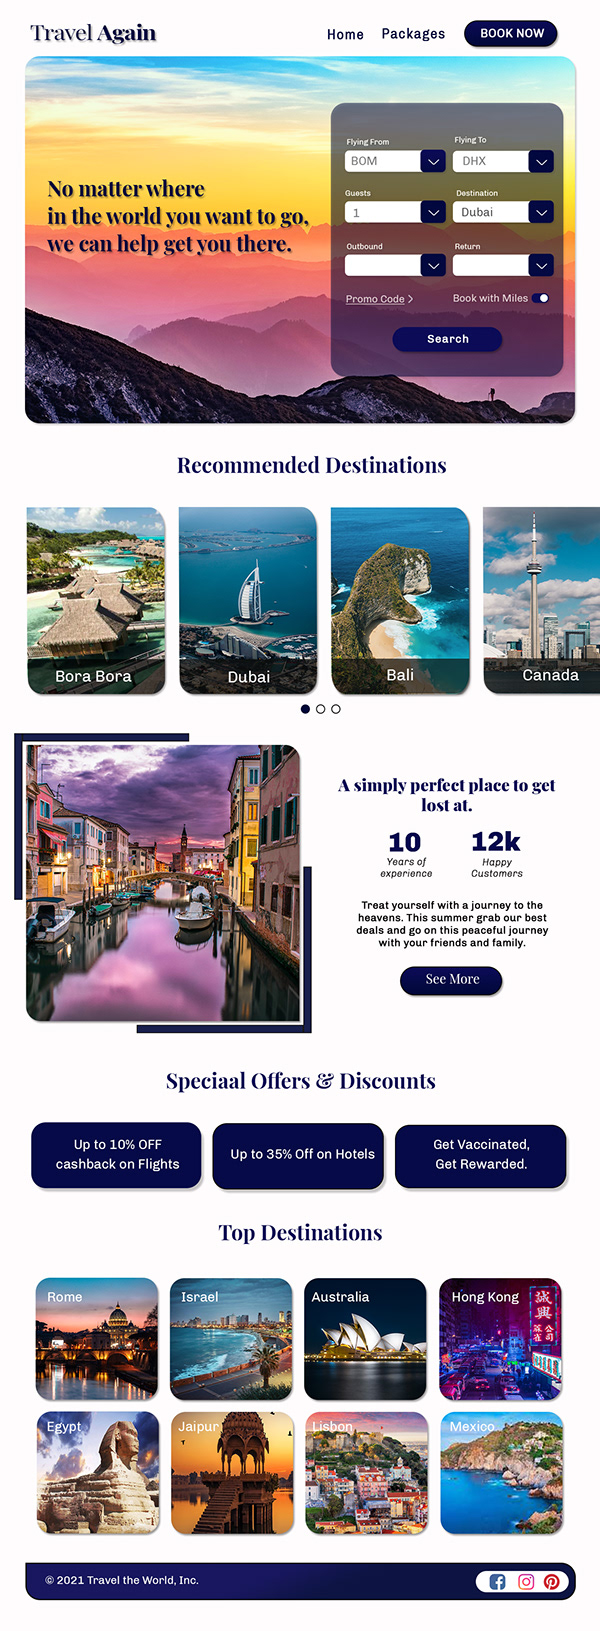 Travel Again
Home
Packages
BOOK NOW
No matter where
in the world you want to go,
we can help get you there.
Flying From
Flying To
BOM
DHX
Guests
Destination
1
Dubai
Outbound
Return
Promo Code >
Book with Miles
Search
Recommended Destinations
Bora Bora
Dubai
Bali
Canada
A simply perfect place to get
lost at.
10
12k
Years of
experience
Happy
Customers
Treat yourself with a journey to the
heavens. This summer grab our best
deals and go on this peaceful journey
with your friends and family.
See More
Speciaal Offers & Discounts
Up to 10% OFF
cashback on Flights
Up to 35% Off on Hotels
Get Vaccinated,
Get Rewarded.
Top Destinations
Rome
Israel
Australia
Hong Kong
誠興
公司
Egypt
Jaipur
Lisbon
Mexico
© 2021 Travel the World, Inc.